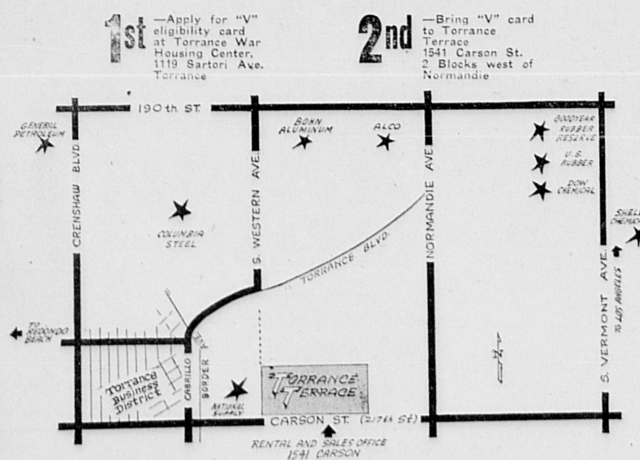 1st
—Apply for "V"
eligibility card
at Torrance War
Housing Center,
1119 Sartori Ave.
Torrance
2nd
—Bring "V" card
to Torrance
Terrace
1541 Carson St.
2 Blocks west of
Normandie
190th ST.
GENERAL
PETROLEUM
BOHN
ALUMINUM
ALCO
GOODYEAR
RUBBER
RESERVE
U.S.
RUBBER
DOW
CHEMICAL
SHELL
CHEMICAL
CRENSHAW BLVD.
S. WESTERN AVE.
NORMANDIE AVE.
S. VERMONT AVE.
COLUMBIA
STEEL
TORRANCE BLVD.
TO LOS ANGELES
TO
REDONDO
BEACH
Torrance
Business
District
CABRILLO
BORDER AVE.
NATIONAL
SUPPLY
TORRANCE
TERRACE
CARSON ST. (217th St)
RENTAL AND SALES OFFICE
1541 CARSON